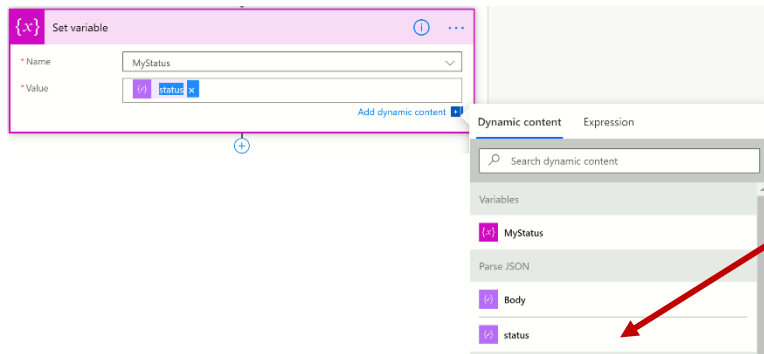 {x} Set variable
* Name MyStatus
* Value status ×
Add dynamic content +
Dynamic content Expression
Search dynamic content
Variables
{x} MyStatus
Parse JSON
Body
status